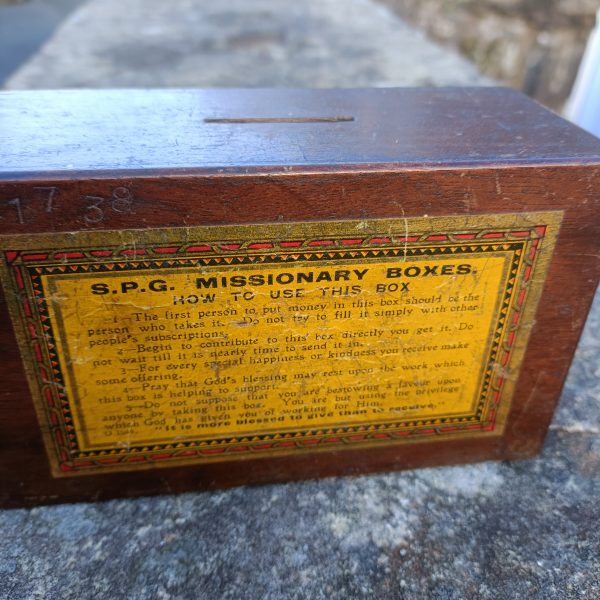 1738
S.P.G. MISSIONARY BOXES.
HOW TO USE THIS BOX
1—The first person to put money in this box should be the
person who takes it. Do not try to fill it simply with other
people's subscriptions.
2—Begin to contribute to this box directly you get it. Do
not wait till it is nearly time to send it in.
3—For every special happiness or kindness you receive make
some offering.
4—Pray that God's blessing may rest upon the work which
this box is helping to support.
5—Do not suppose that you are bestowing a favour upon
anyone by taking this box. You are but using the privilege
which God has given you of working for Him.
"It is more blessed to give than to receive."